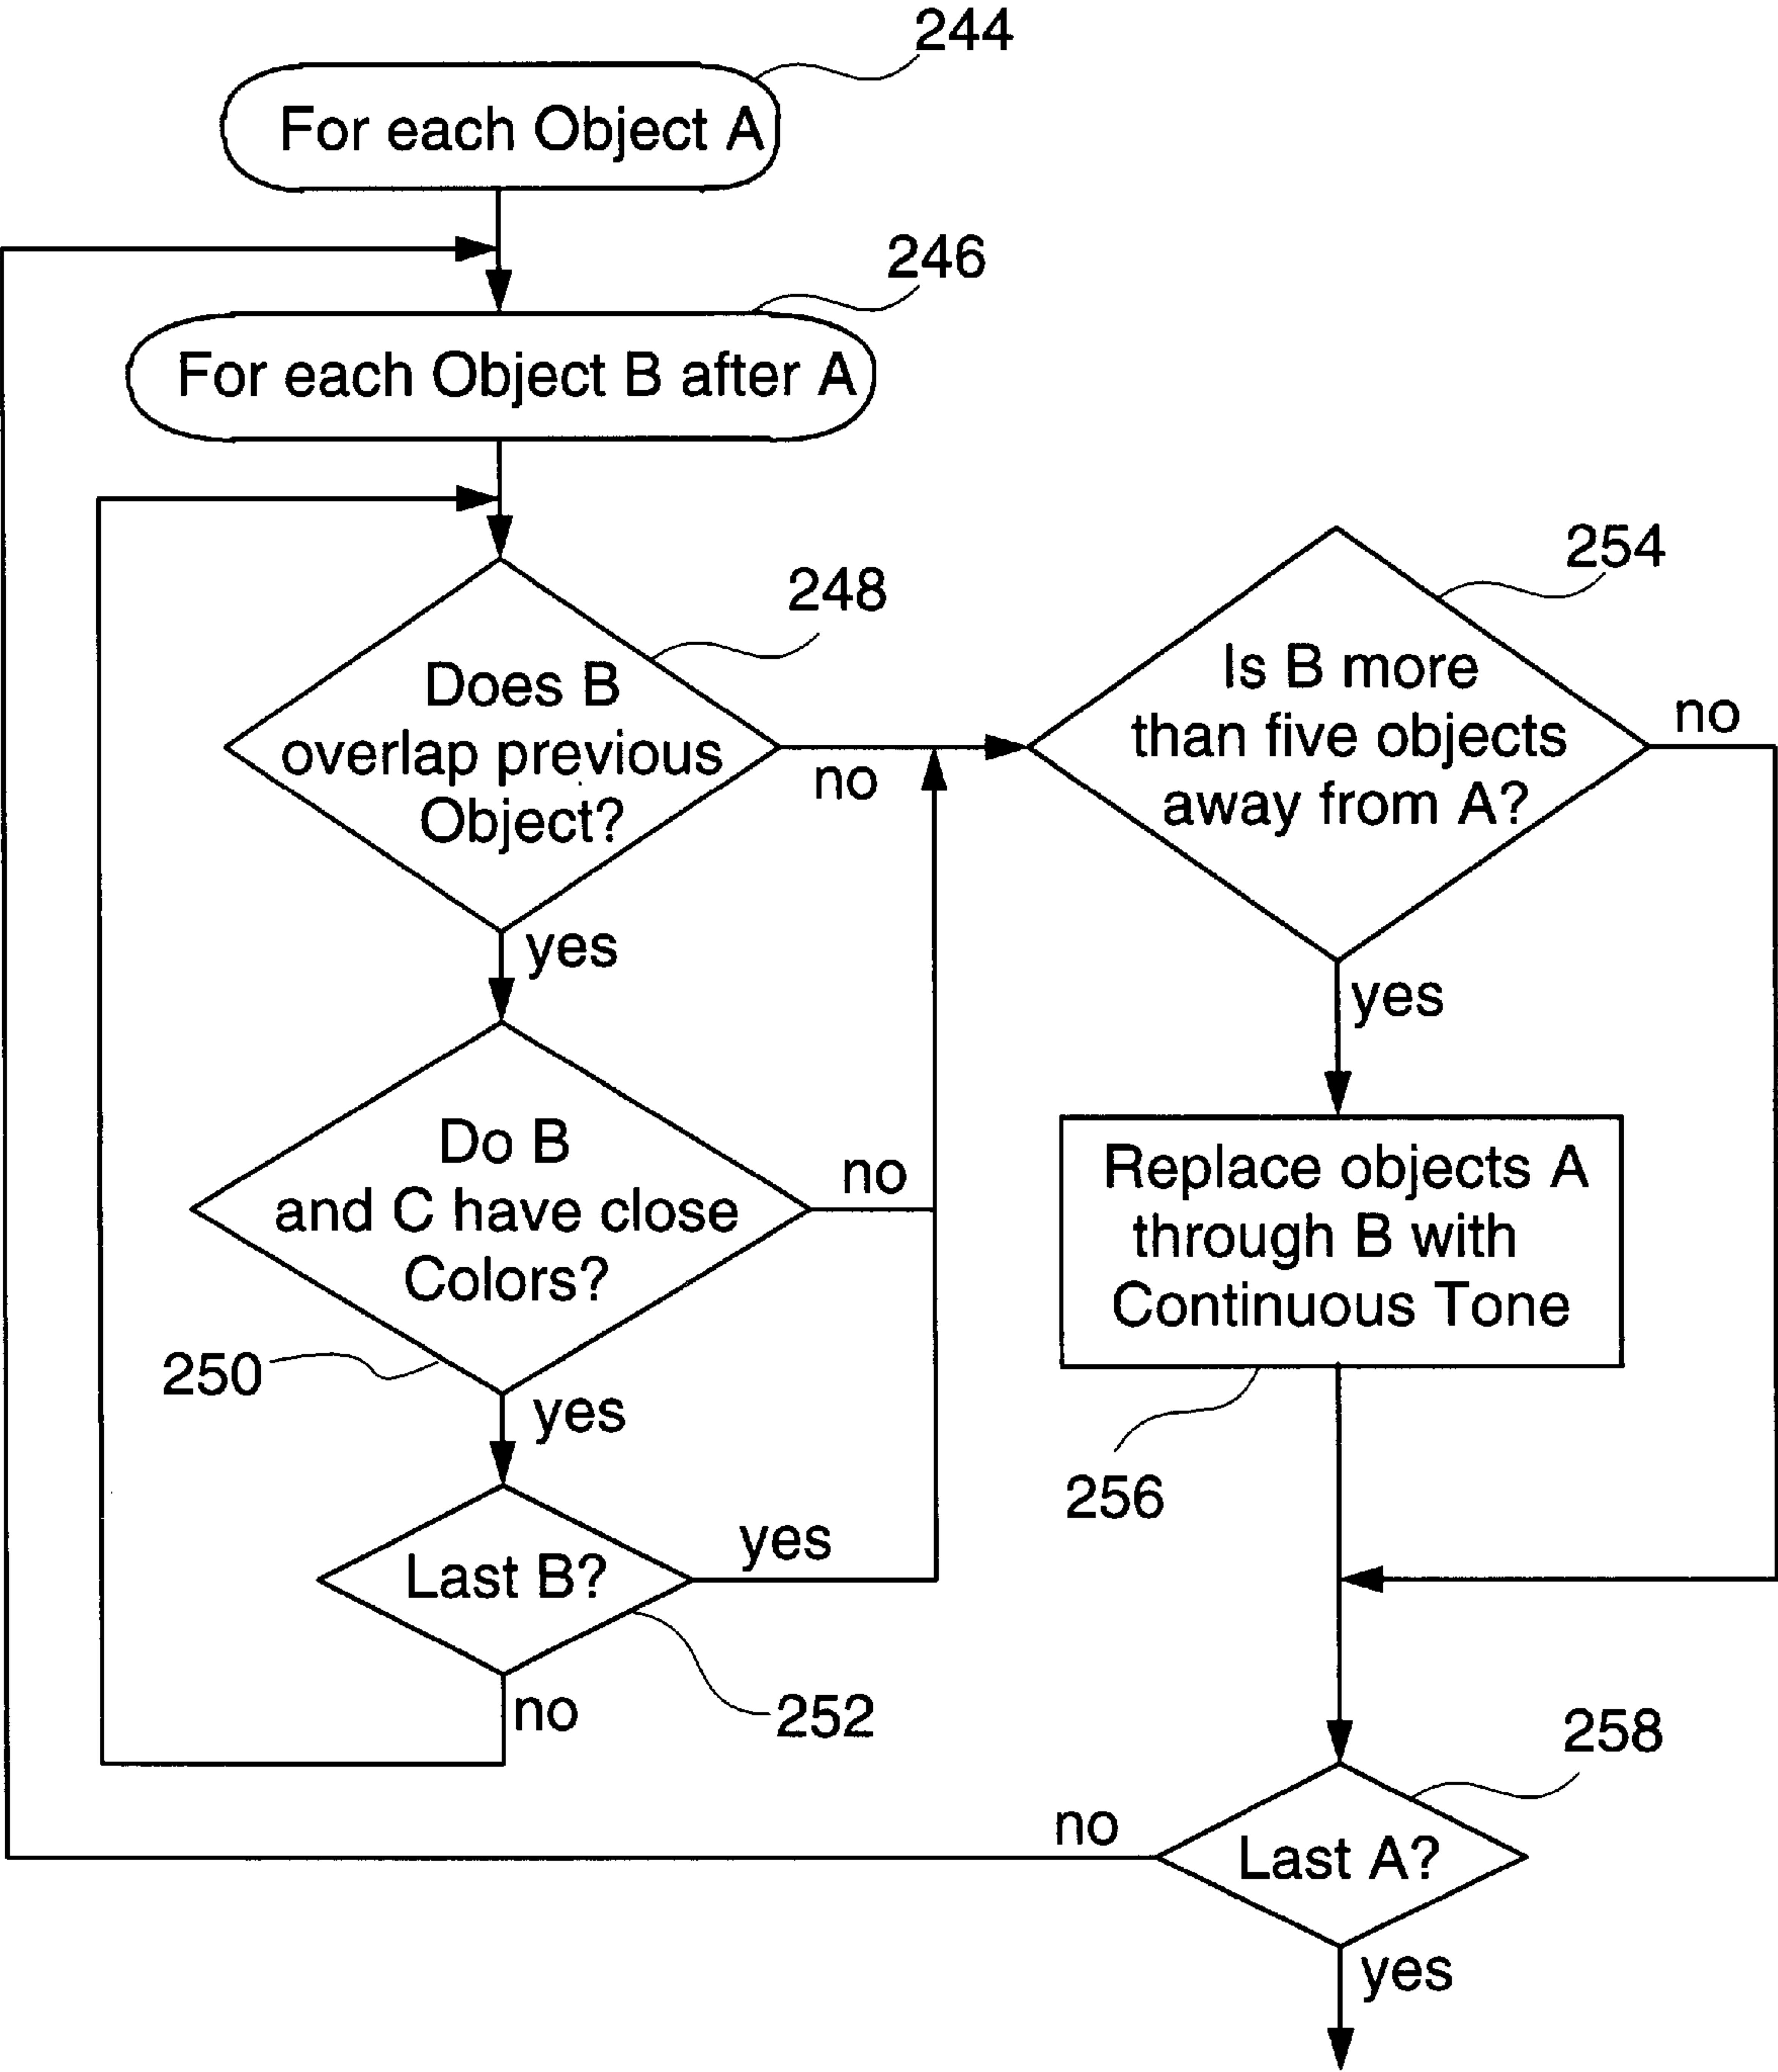 244
For each Object A
246
For each Object B after A
248
Does B
overlap previous
Object?
no
yes
254
Is B more
than five objects
away from A?
no
yes
Do B
and C have close
Colors?
no
250
yes
Replace objects A
through B with
Continuous Tone
256
Last B?
yes
no
252
258
Last A?
no
yes